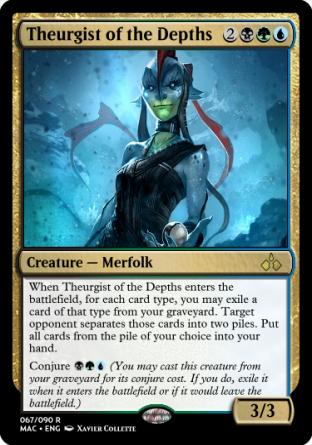 Theurgist of the Depths 2
Creature — Merfolk
When Theurgist of the Depths enters the
battlefield, for each card type, you may exile a
card of that type from your graveyard. Target
opponent separates those cards into two piles. Put
all cards from the pile of your choice into your
hand.
Conjure (You may cast this creature from
your graveyard for its conjure cost. If you do, exile it
when it enters the battlefield or if it would leave the
battlefield.)
3/3
067/090 R
MAC • ENG XAVIER COLLETTE